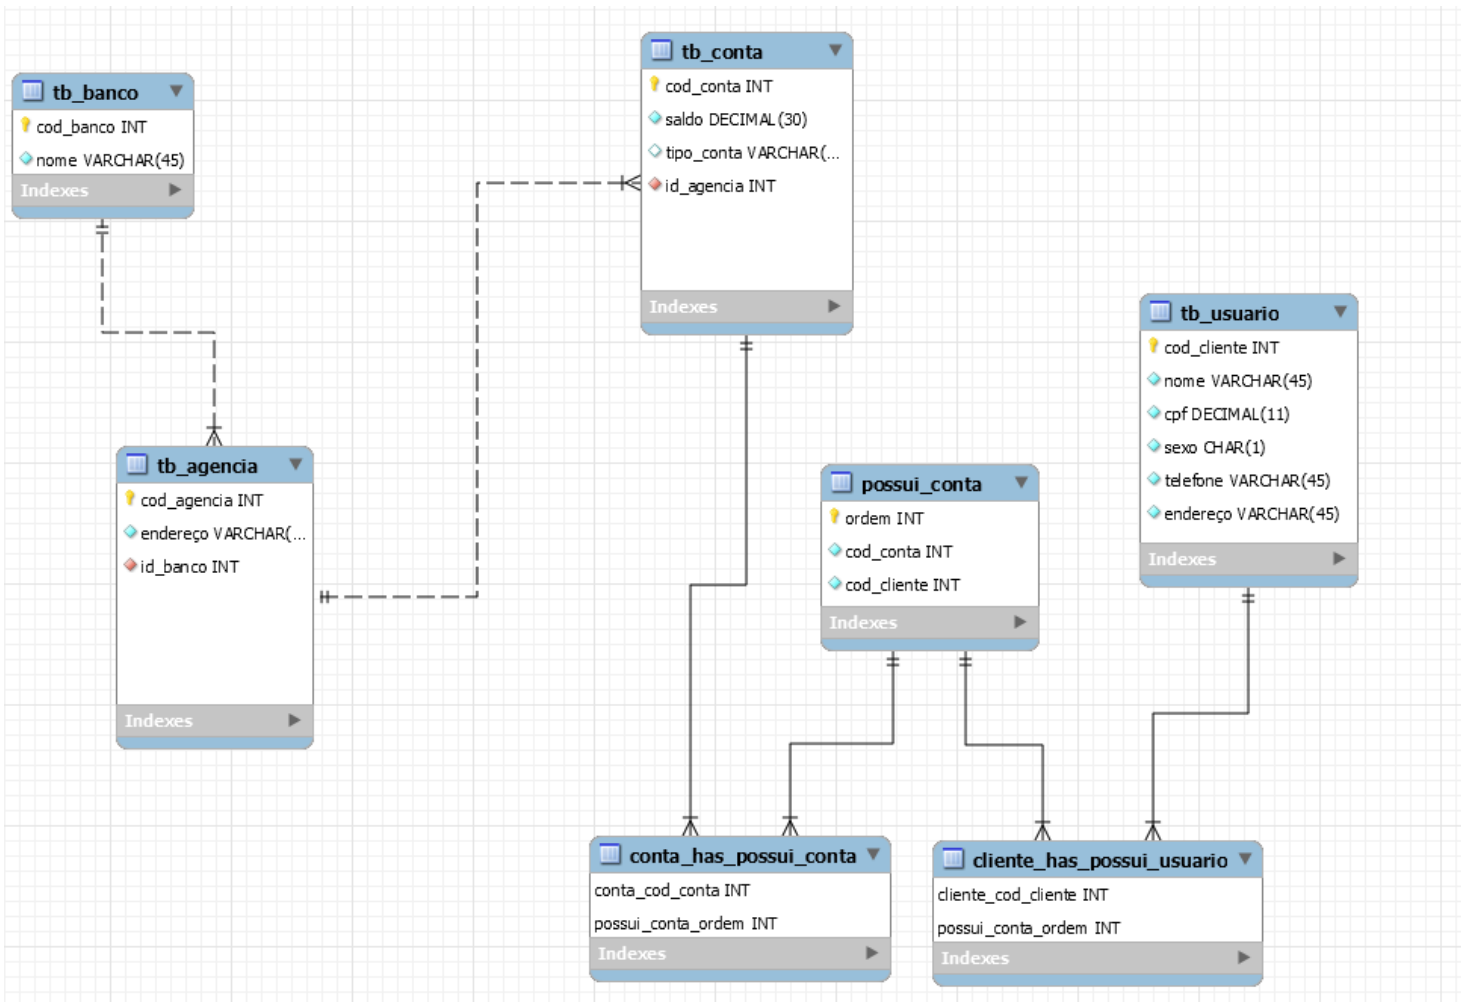 tb_banco
cod_banco INT
nome VARCHAR(45)
Indexes
tb_conta
cod_conta INT
saldo DECIMAL(30)
tipo_conta VARCHAR(...
id_agencia INT
Indexes
tb_usuario
cod_cliente INT
nome VARCHAR(45)
cpf DECIMAL(11)
sexo CHAR(1)
telefone VARCHAR(45)
endereço VARCHAR(45)
Indexes
tb_agencia
cod_agencia INT
endereço VARCHAR(...
id_banco INT
Indexes
possui_conta
ordem INT
cod_conta INT
cod_cliente INT
Indexes
conta_has_possui_conta
conta_cod_conta INT
possui_conta_ordem INT
Indexes
cliente_has_possui_usuario
cliente_cod_cliente INT
possui_conta_ordem INT
Indexes